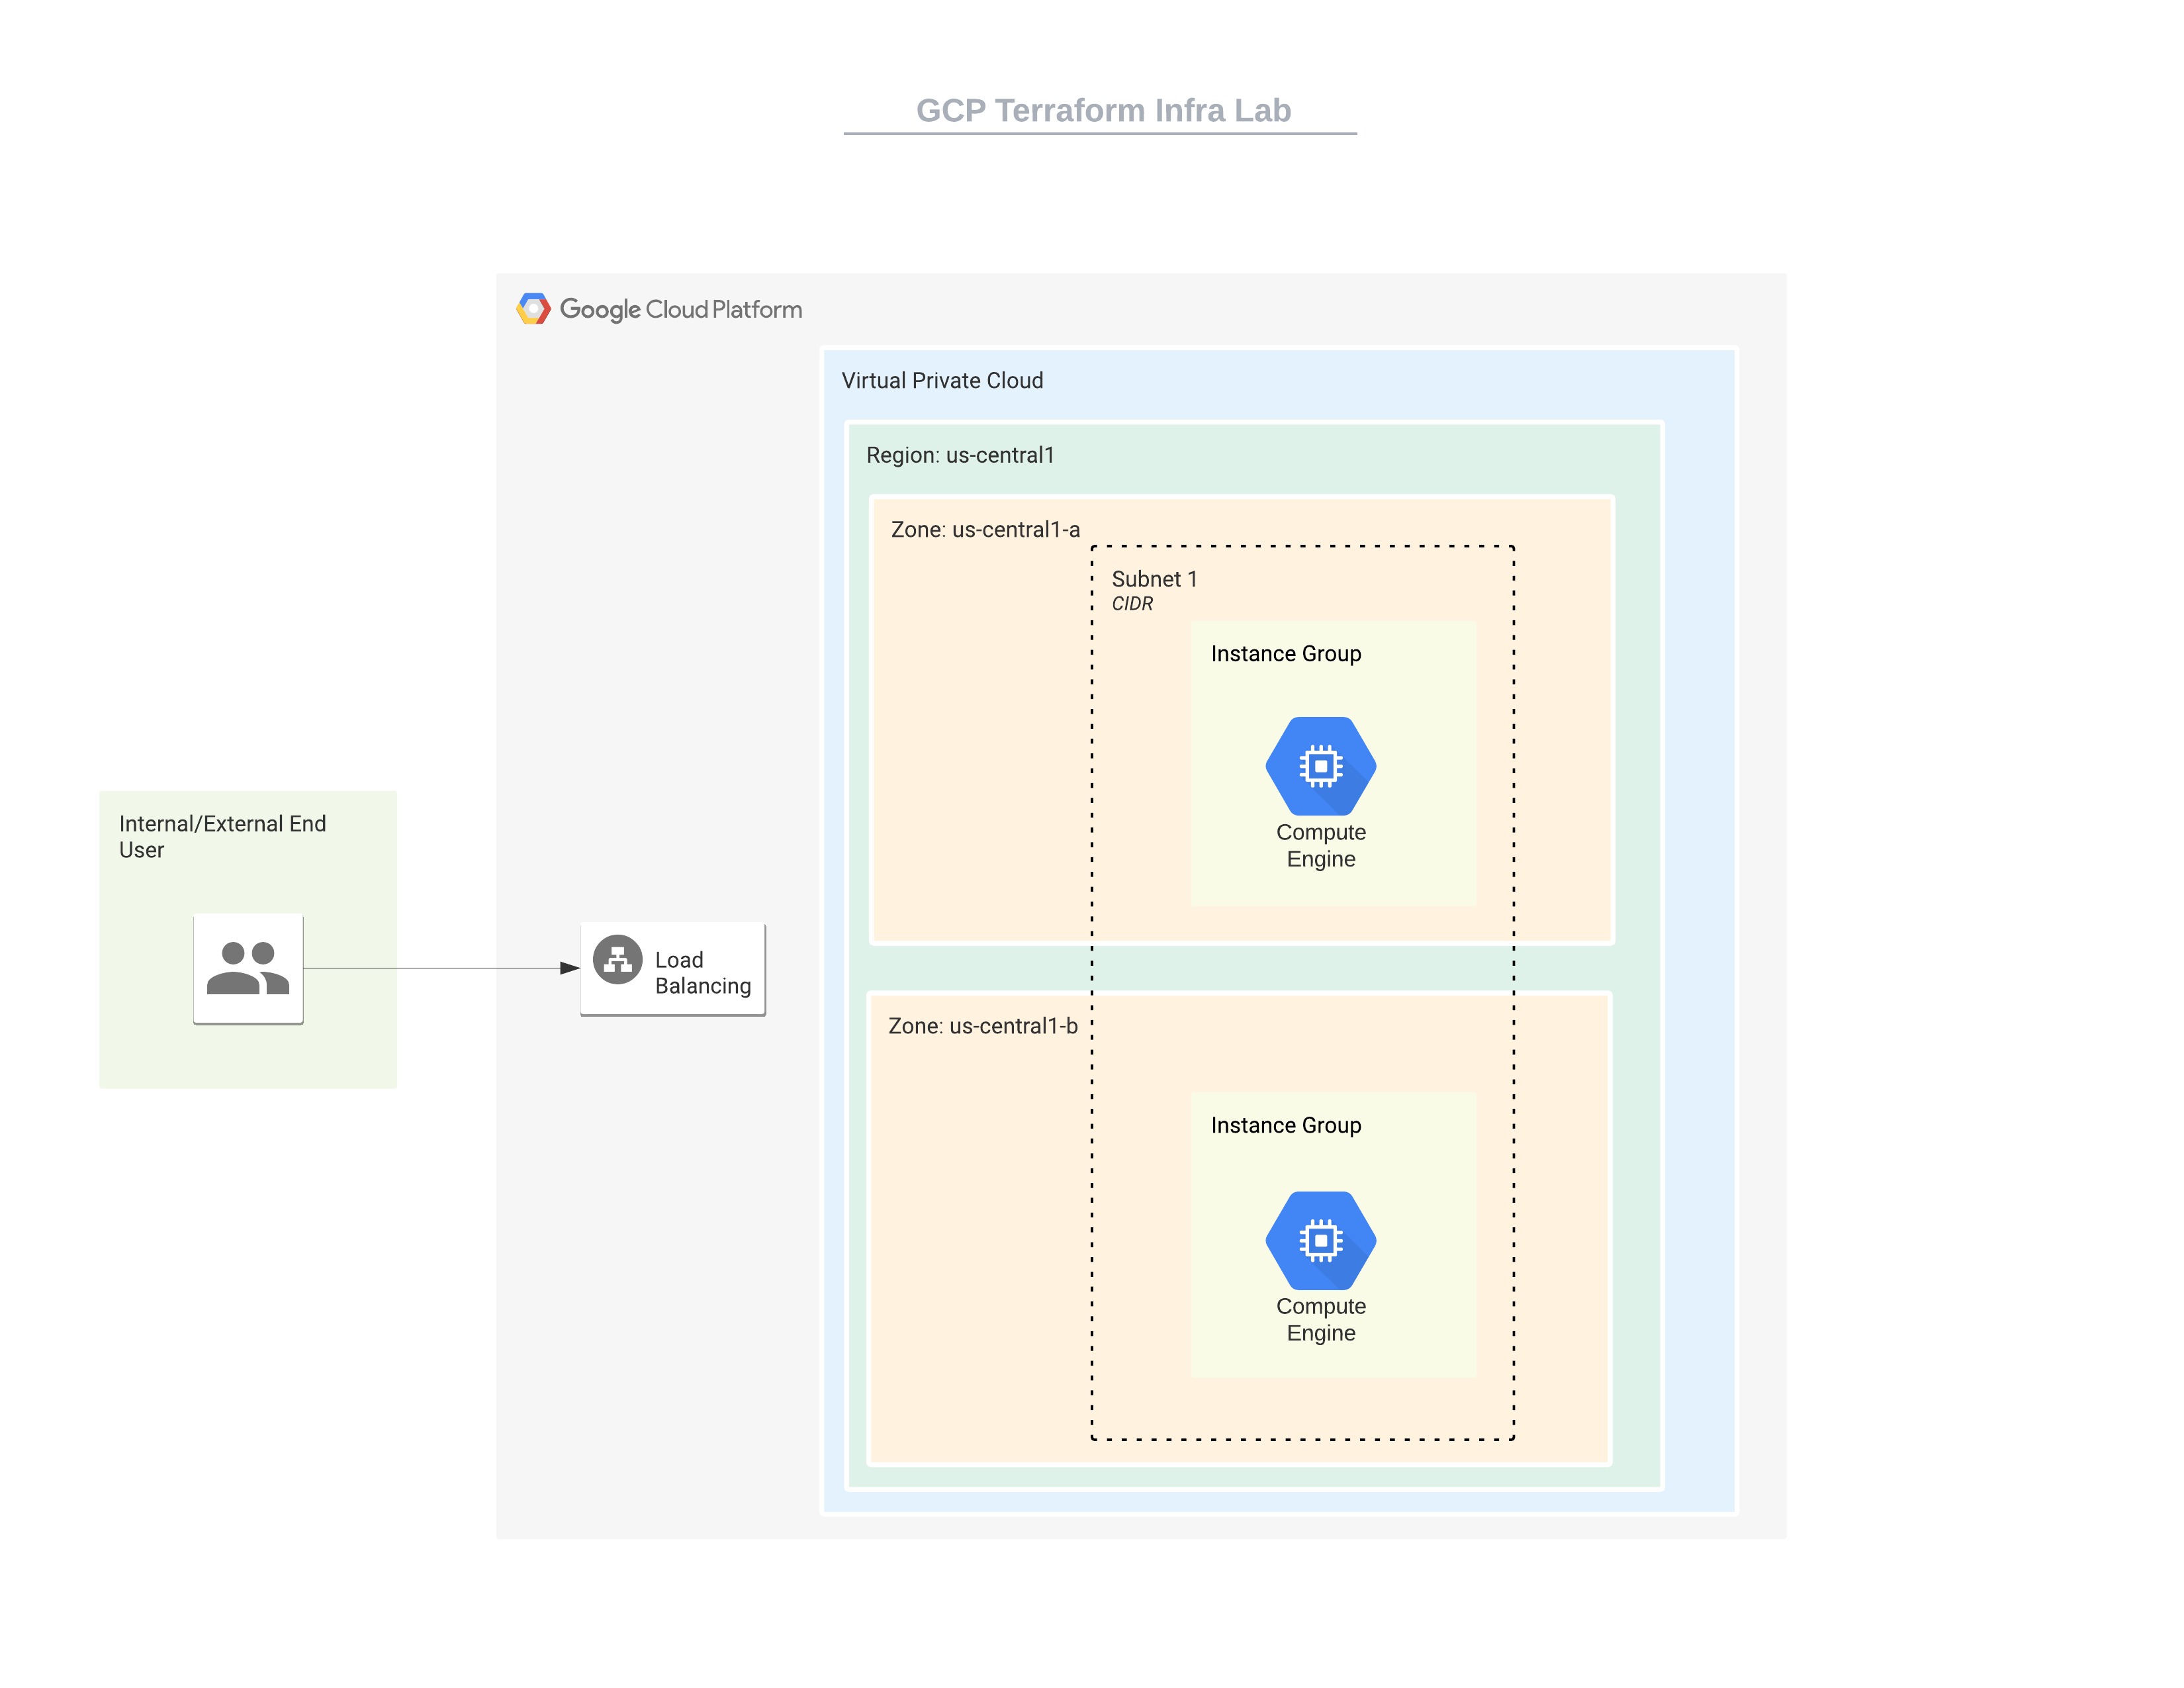 GCP Terraform Infra Lab
Google Cloud Platform
Virtual Private Cloud
Region: us-central1
Zone: us-central1-a
Subnet 1
CIDR
Instance Group
Compute
Engine
Internal/External End
User
Load
Balancing
Zone: us-central1-b
Instance Group
Compute
Engine